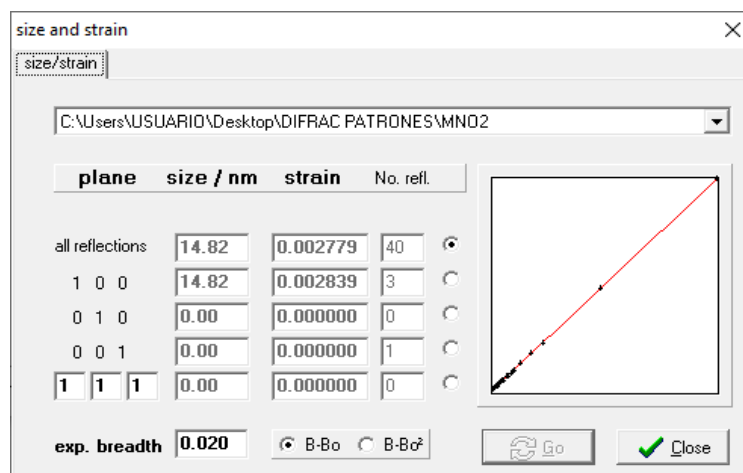 size and strain
size/strain
C:\Users\USUARIO\Desktop\DIFRAC PATRONES\MNO2
plane size / nm strain No. refl.
all reflections 14.82 0.002779 40
1 0 0 14.82 0.002839 3
0 1 0 0.00 0.000000 0
0 0 1 0.00 0.000000 1
1 1 1 0.00 0.000000 0
exp. breadth 0.020 B-Bo B-Bo² Go Close